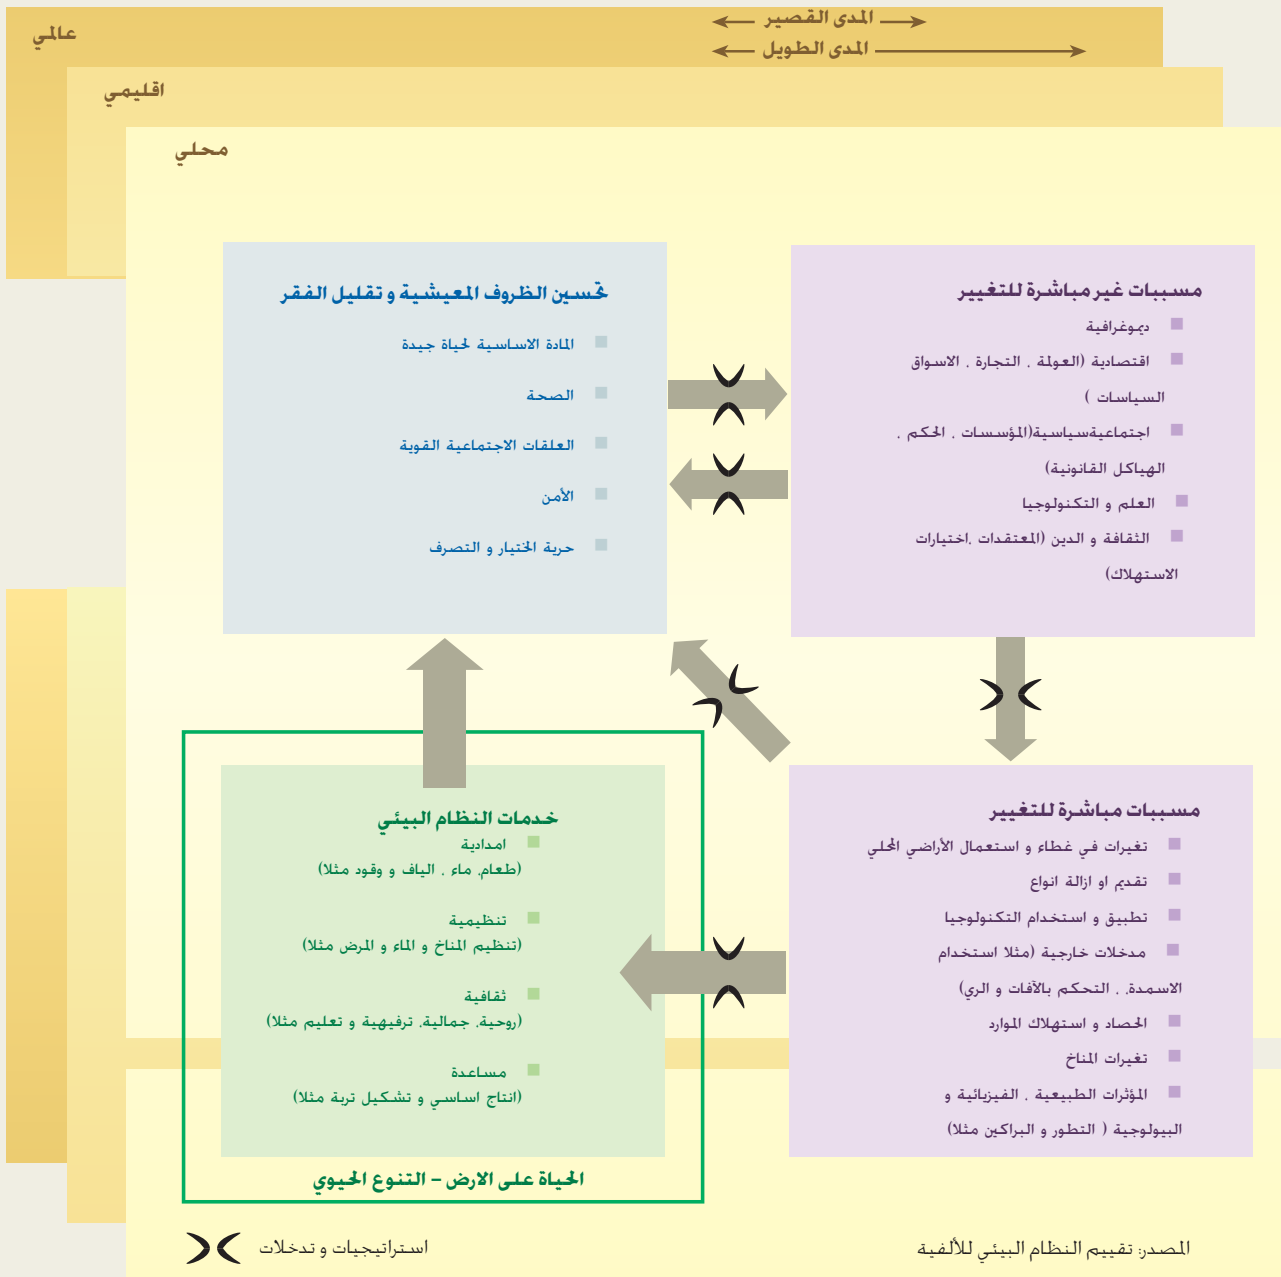 المدى القصير
المدى الطويل
عالمي
اقليمي
محلي
مسببات غير مباشرة للتغيير
ديموغرافية
اقتصادية (العولمة ، التجارة ، الاسواق
السياسات )
اجتماعيةسياسية(المؤسسات ، الحكم ،
الهياكل القانونية)
العلم و التكنولوجيا
الثقافة و الدين (المعتقدات ،اختيارات
الاستهلاك)
تحسين الظروف المعيشية و تقليل الفقر
المادة الاساسية لحياة جيدة
الصحة
العلقات الاجتماعية القوية
الأمن
حرية اختيار و التصرف
مسببات مباشرة للتغيير
تغيرات في غطاء و استعمال الأراضي المحلي
تقديم او ازالة انواع
تطبيق و استخدام التكنولوجيا
مدخلات خارجية (مثلا استخدام
الاسمدة، ، التحكم بالآفات و الري)
الحصاد و استهلاك الموارد
تغيرات المناخ
المؤثرات الطبيعية ، الفيزيائية و
البيولوجية ( التطور و البراكين مثلا)
خدمات النظام البيئي
امدادية
(طعام، ماء ، الياف و وقود مثلا)
تنظيمية
(تنظيم المناخ و الماء و المرض مثلا)
ثقافية
(روحية، جمالية، ترفيهية و تعليم مثلا)
مساعدة
(انتاج اساسي و تشكيل تربة مثلا)
الحياة على الارض – التنوع الحيوي
المصدر: تقييم النظام البيئي للألفية
استراتيجيات و تدخلات